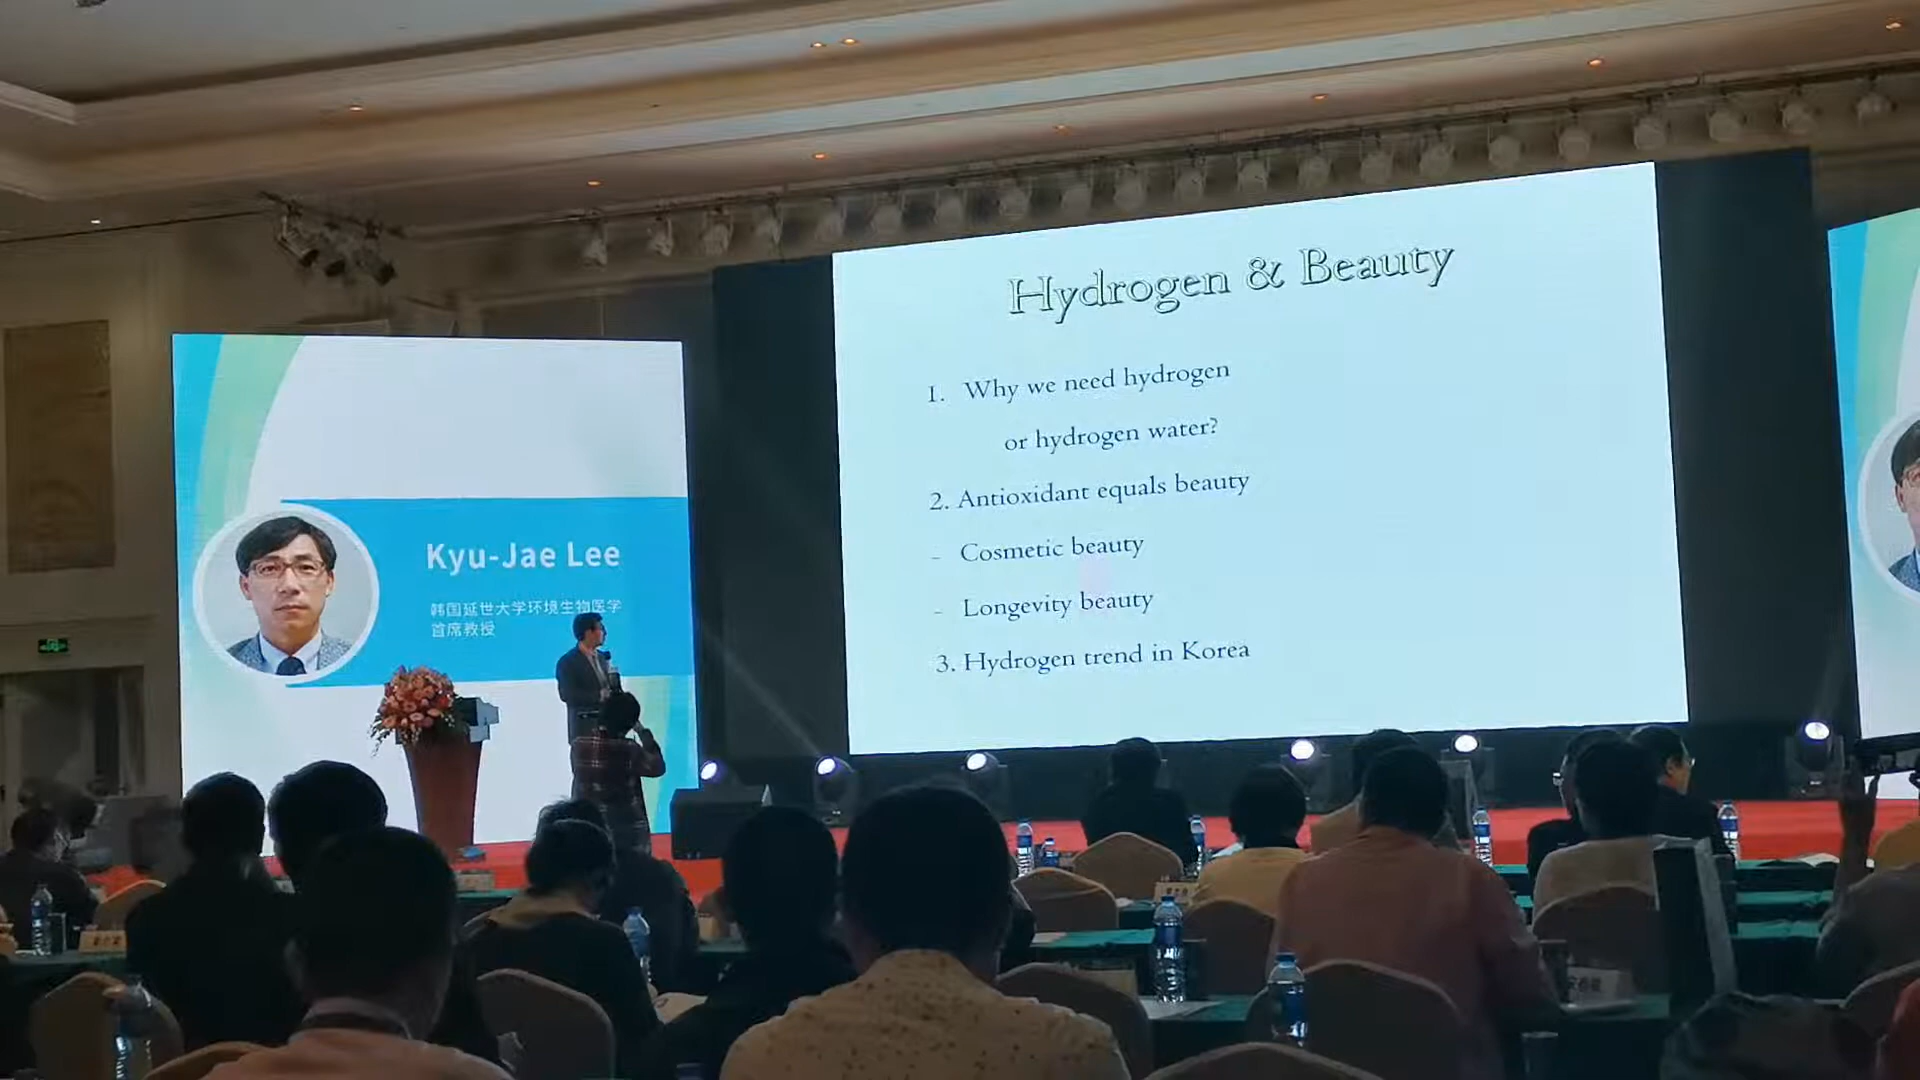 Hydrogen & Beauty
1. Why we need hydrogen
or hydrogen water?
2. Antioxidant equals beauty
- Cosmetic beauty
- Longevity beauty
3. Hydrogen trend in Korea
Kyu-Jae Lee
韩国延世大学环境生物医学
首席教授